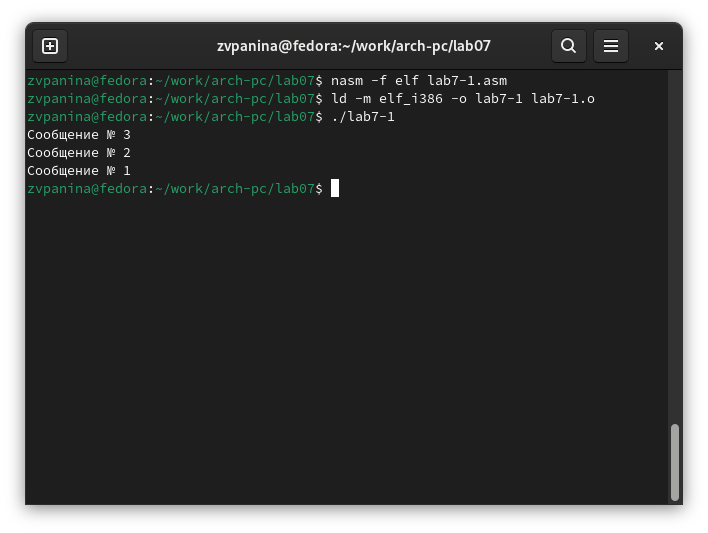 zvpanina@fedora:~/work/arch-pc/lab07
zvpanina@fedora:~/work/arch-pc/lab07$ nasm -f elf lab7-1.asm
zvpanina@fedora:~/work/arch-pc/lab07$ ld -m elf_i386 -o lab7-1 lab7-1.o
zvpanina@fedora:~/work/arch-pc/lab07$ ./lab7-1
Сообщение № 3
Сообщение № 2
Сообщение № 1
zvpanina@fedora:~/work/arch-pc/lab07$